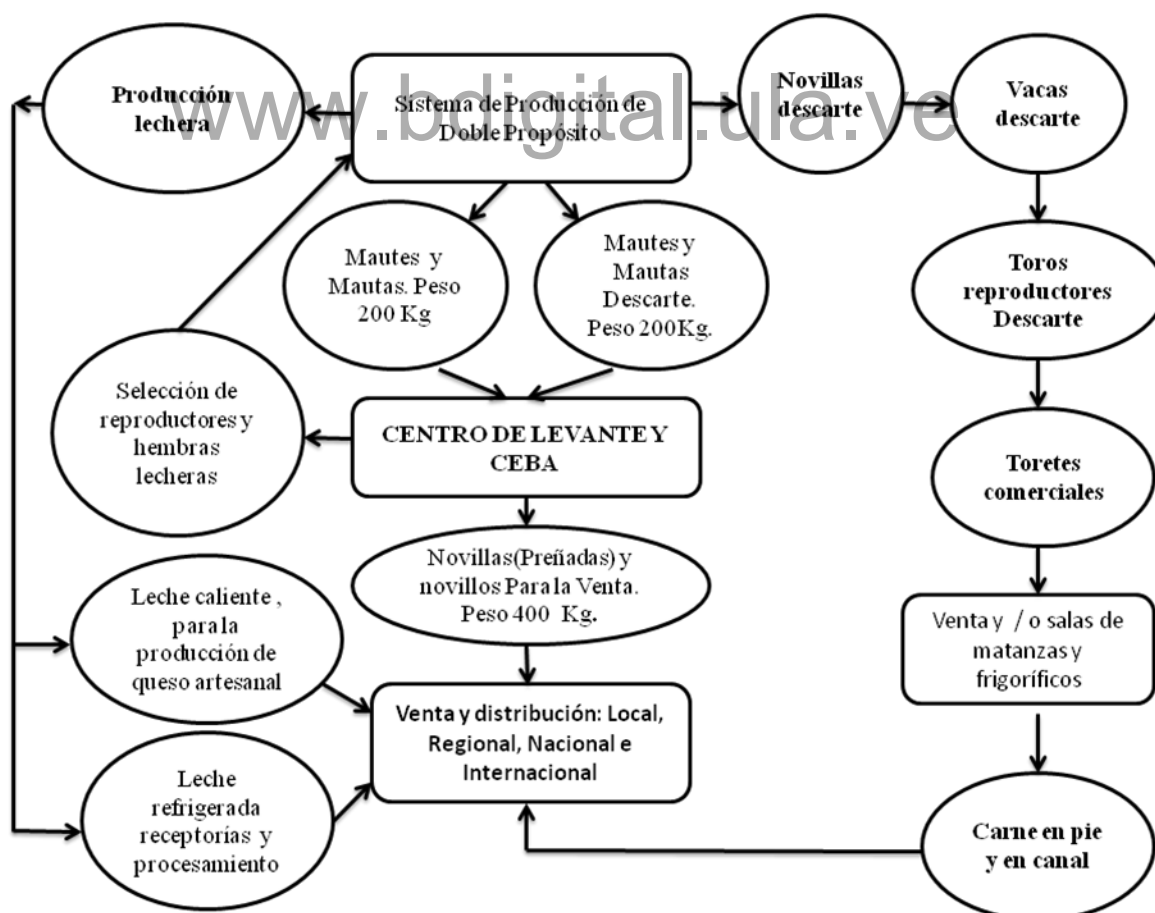 www.bdigital.ula.ve
Producción
lechera
Sistema de Producción de
Doble Propósito
Novillas
descarte
Vacas
descarte
Mautes y
Mautas. Peso
200 Kg
Mautes y
Mautas
Descarte.
Peso 200Kg.
Toros
reproductores
Descarte
Selección de
reproductores y
hembras
lecheras
CENTRO DE LEVANTE Y
CEBA
Toretes
comerciales
Novillas(Preñadas) y
novillos Para la Venta.
Peso 400 Kg.
Leche caliente ,
para la
producción de
queso artesanal
Venta y / o salas de
matanzas y
frigoríficos
Venta y distribución: Local,
Regional, Nacional e
Internacional
Leche
refrigerada
receptorías y
procesamiento
Carne en pie
y en canal